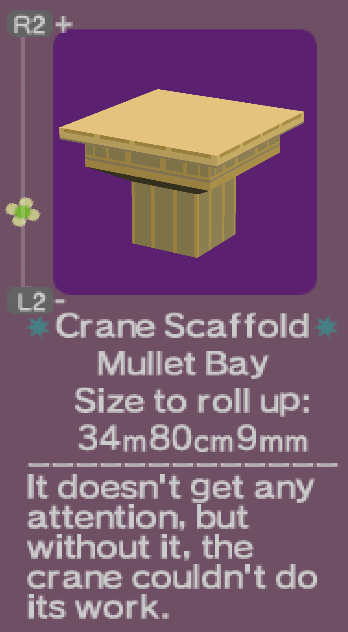 R2 +
L2 -
Crane Scaffold
Mullet Bay
Size to roll up:
34m80cm9mm
It doesn't get any
attention, but
without it, the
crane couldn't do
its work.